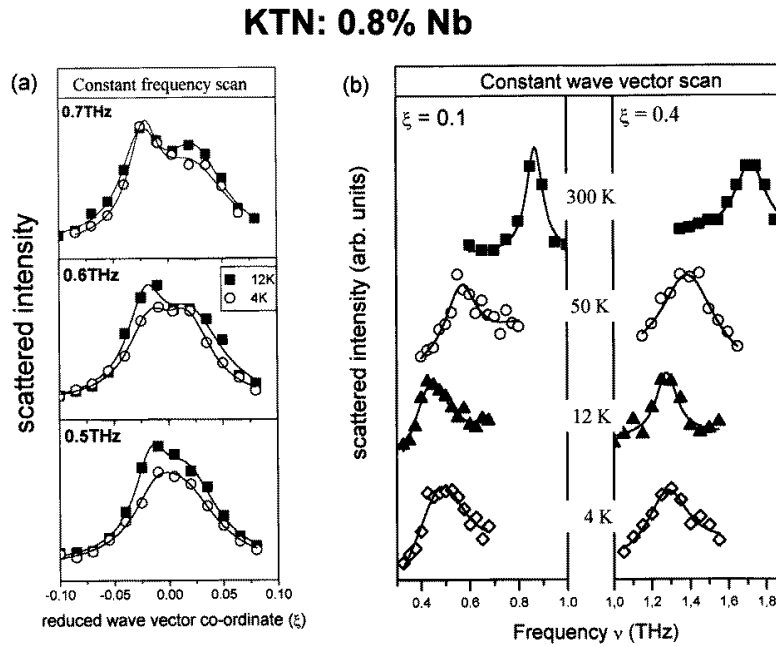 KTN: 0.8% Nb
(a)
Constant frequency scan
0.7THz
0.6THz
12K
4K
0.5THz
-0.10 -0.05 0.00 0.05 0.10
reduced wave vector co-ordinate (ξ)
scattered intensity
(b)
Constant wave vector scan
ξ = 0.1
ξ = 0.4
300 K
50 K
12 K
4 K
scattered intensity (arb. units)
0.4 0.6 0.8 1.0 1,0 1,2 1,4 1,6 1,8
Frequency ν (THz)